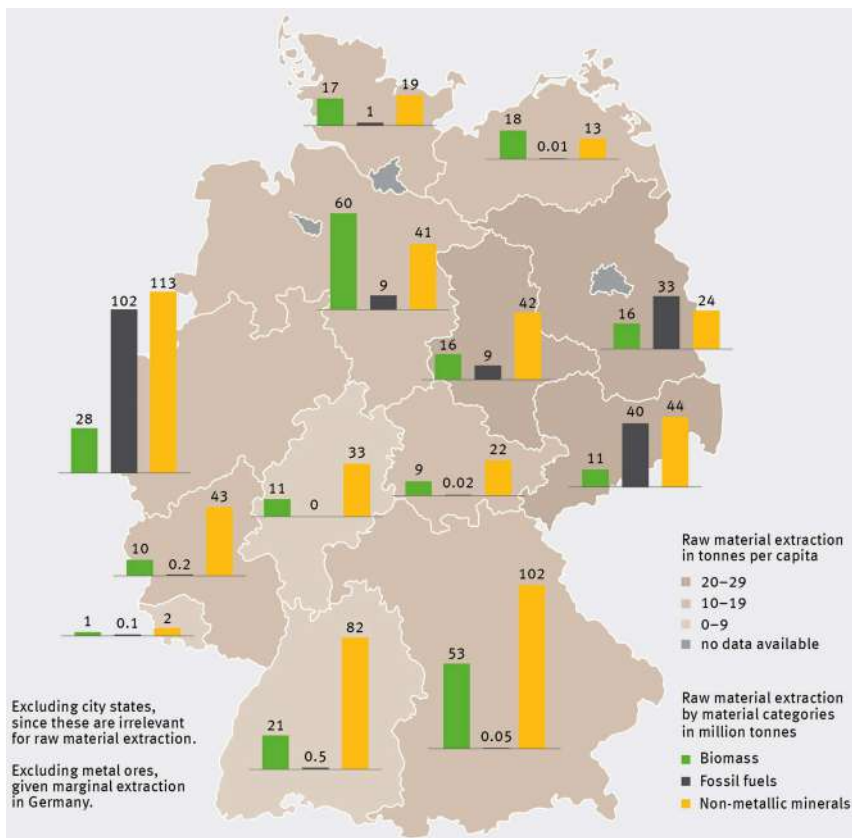 17 1 19
18 0.01 13
60 9 41
28 102 113
16 9 42
16 33 24
11 40 44
11 0 33
9 0.02 22
10 0.2 43
1 0.1 2
21 0.5 82
53 0.05 102
Excluding city states,
since these are irrelevant
for raw material extraction.
Excluding metal ores,
given marginal extraction
in Germany.
Raw material extraction
in tonnes per capita
20–29
10–19
0–9
no data available
Raw material extraction
by material categories
in million tonnes
Biomass
Fossil fuels
Non-metallic minerals